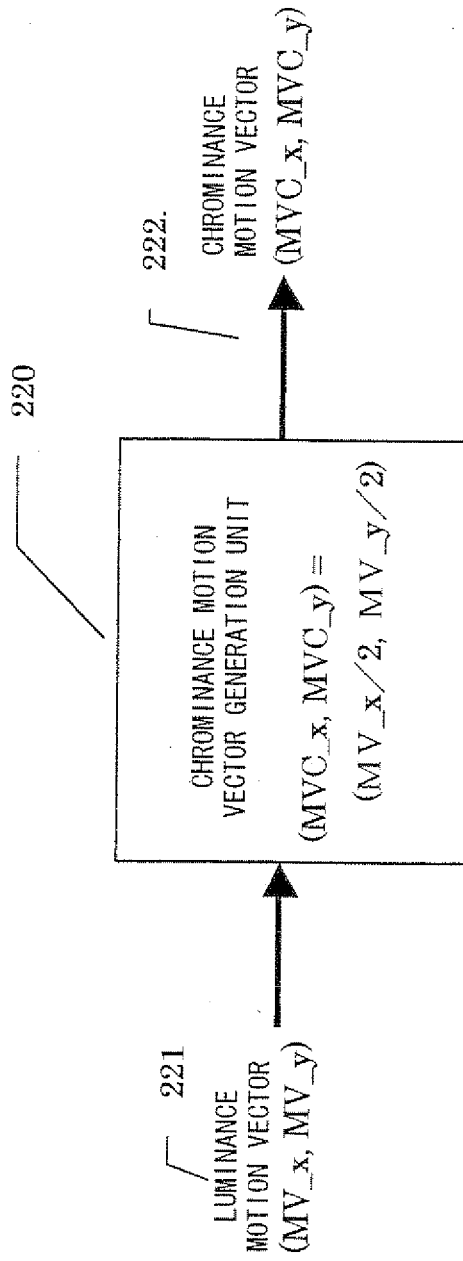 220
221
LUMINANCE
MOTION VECTOR
(MV_x, MV_y)
CHROMINANCE MOTION
VECTOR GENERATION UNIT
(MVC_x, MVC_y)=
(MV_x/2, MV_y/2)
222.
CHROMINANCE
MOTION VECTOR
(MVC_x, MVC_y)